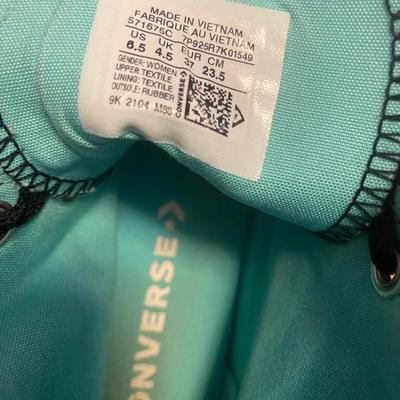 MADE IN VIETNAM
FABRIQUE AU VIETNAM
571675C 7P925R7K01549
US UK EUR CM
6.5 4.5 37 23.5
GENDER: WOMEN
UPPER: TEXTILE
LINING: TEXTILE
OUTSOLE: RUBBER
CONVERSE
9K 2104 M86
CONVERSE